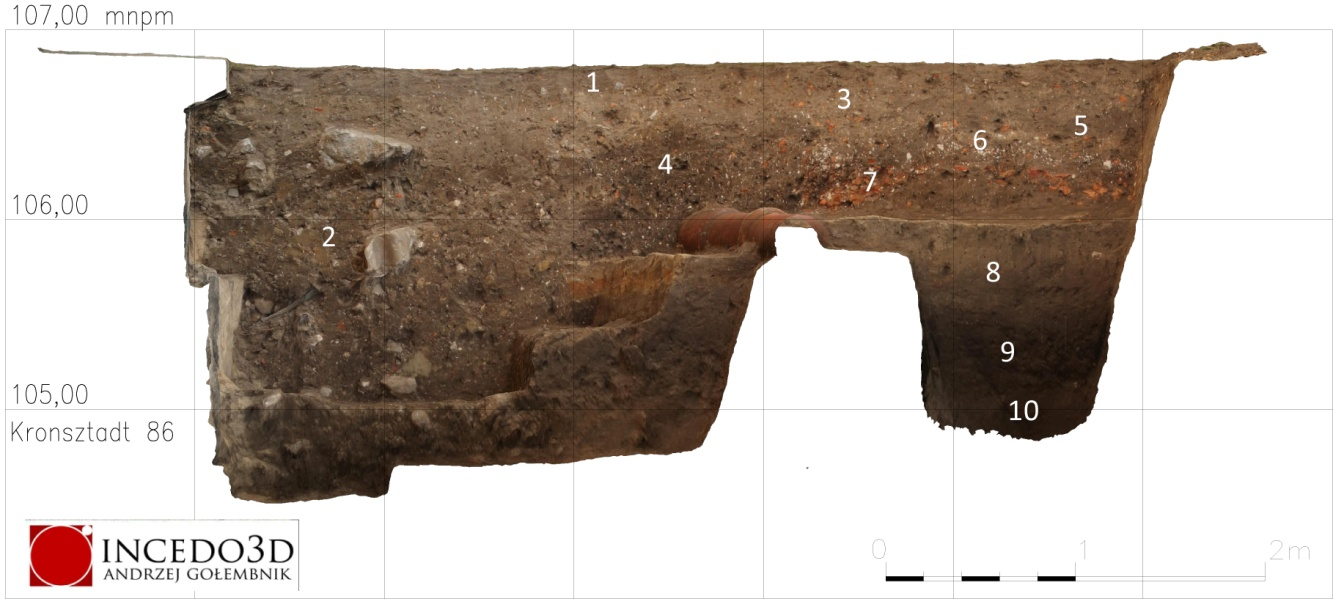 107,00 mnpm
1
3
5
6
4
7
106,00
2
8
9
105,00
10
Kronsztadt 86
INCEDO3D
ANDRZEJ GOŁEMBNIK
0 1 2m